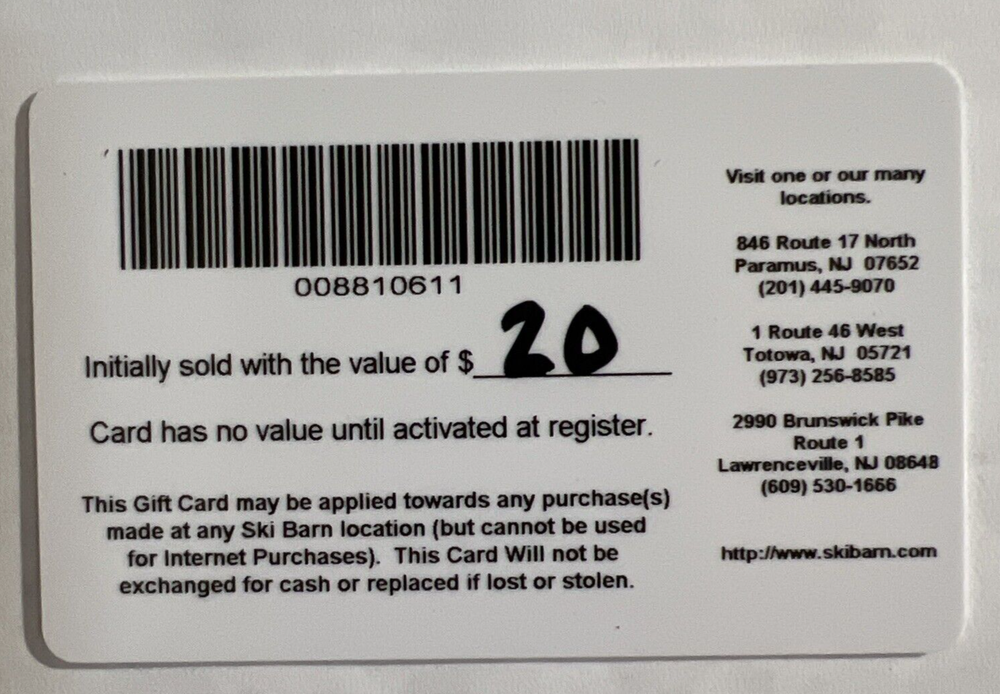 008810611
Initially sold with the value of $ 20
Card has no value until activated at register.
This Gift Card may be applied towards any purchase(s)
made at any Ski Barn location (but cannot be used
for Internet Purchases).  This Card Will not be
exchanged for cash or replaced if lost or stolen.
Visit one or our many
locations.
846 Route 17 North
Paramus, NJ  07652
(201) 445-9070
1 Route 46 West
Totowa, NJ  05721
(973) 256-8585
2990 Brunswick Pike
Route 1
Lawrenceville, NJ 08648
(609) 530-1666
http://www.skibarn.com